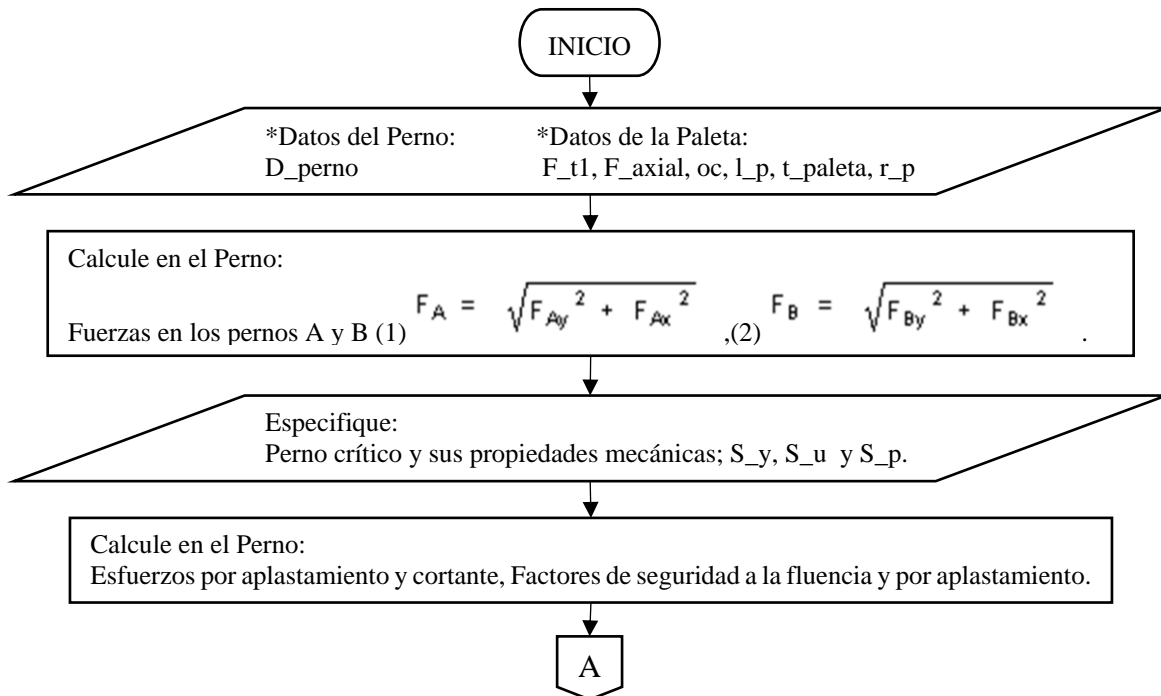 INICIO
*Datos del Perno: *Datos de la Paleta:
D_perno F_t1, F_axial, oc, l_p, t_paleta, r_p
Calcule en el Perno:
Fuerzas en los pernos A y B (1) F_A = √(F_Ay² + F_Ax²) ,(2) F_B = √(F_By² + F_Bx²) .
Especifique:
Perno crítico y sus propiedades mecánicas; S_y, S_u y S_p.
Calcule en el Perno:
Esfuerzos por aplastamiento y cortante, Factores de seguridad a la fluencia y por aplastamiento.
A